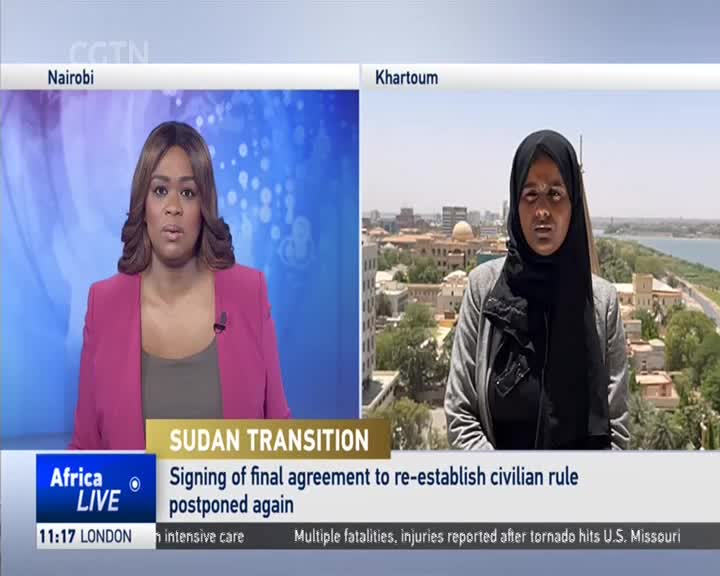 CGTN
Nairobi
Khartoum
SUDAN TRANSITION
Signing of final agreement to re-establish civilian rule
postponed again
Africa
LIVE
11:17 LONDON
intensive care
Multiple fatalities, injuries reported after tornado hits U.S. Missouri